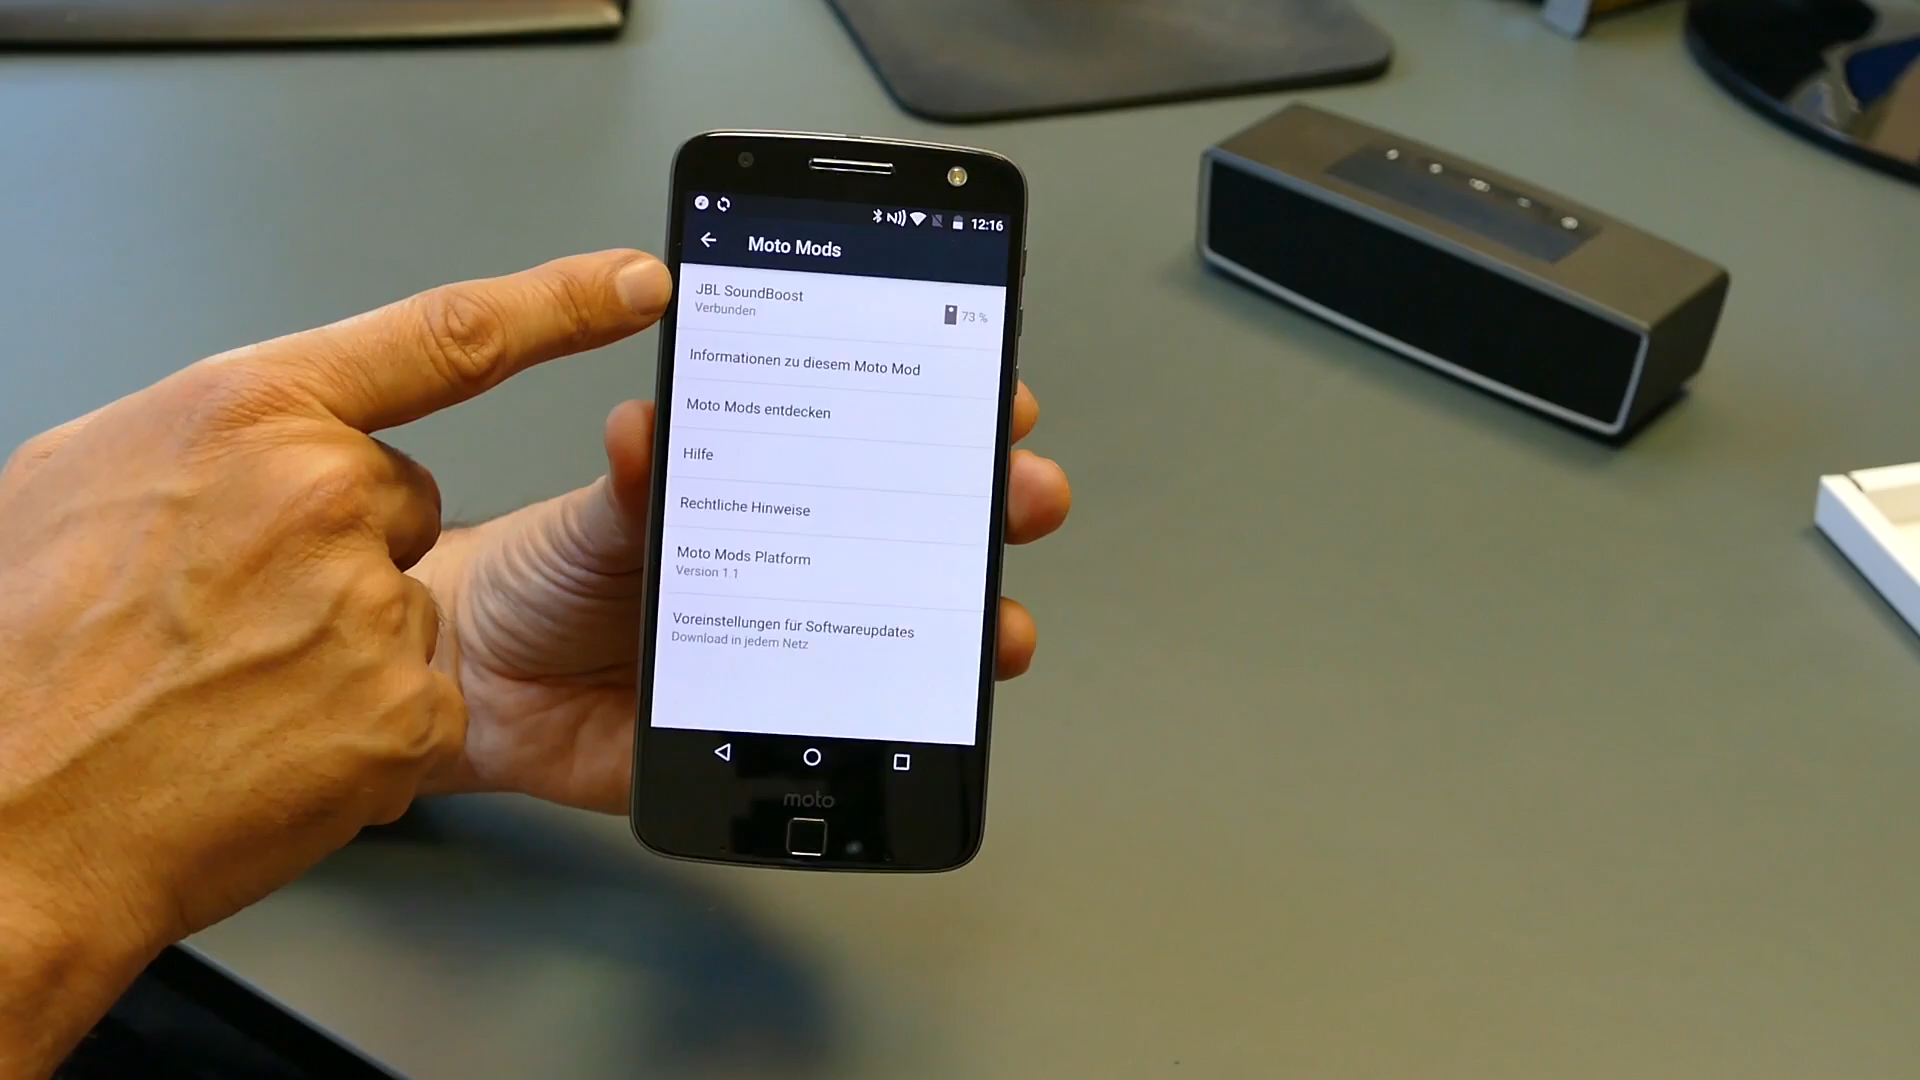 12:16
Moto Mods
JBL SoundBoost
Verbunden
73 %
Informationen zu diesem Moto Mod
Moto Mods entdecken
Hilfe
Rechtliche Hinweise
Moto Mods Platform
Version 1.1
Voreinstellungen für Softwareupdates
Download in jedem Netz
moto